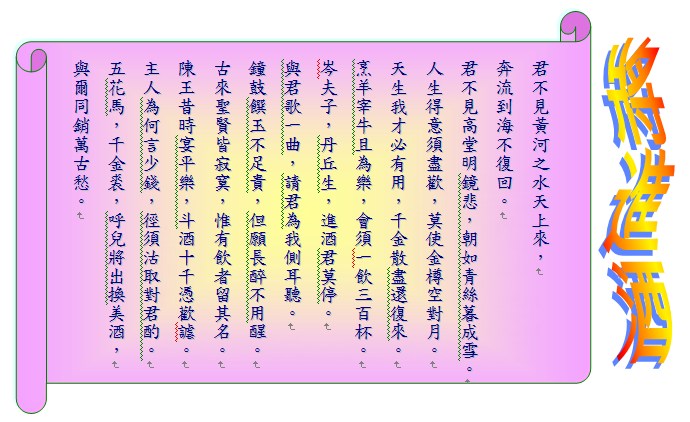 將進酒
君不見黃河之水天上來，
奔流到海不復回。
君不見高堂明鏡悲，朝如青絲暮成雪。
人生得意須盡歡，莫使金樽空對月。
天生我才必有用，千金散盡還復來。
烹羊宰牛且為樂，會須一飲三百杯。
岑夫子，丹丘生，進酒君莫停。
與君歌一曲，請君為我側耳聽。
鐘鼓饌玉不足貴，但願長醉不用醒。
古來聖賢皆寂寞，惟有飲者留其名。
陳王昔時宴平樂，斗酒十千憑歡謔。
主人為何言少錢，徑須沽取對君酌。
五花馬，千金裘，呼兒將出換美酒，
與爾同銷萬古愁。